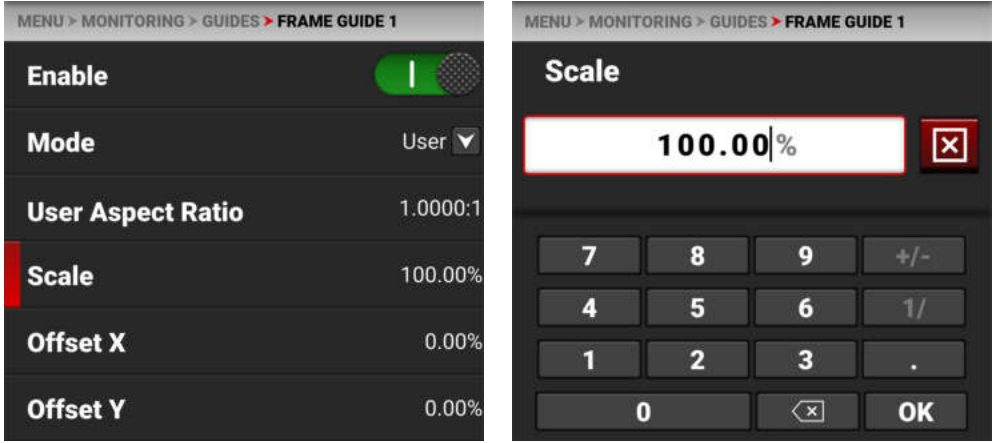 MENU > MONITORING > GUIDES > FRAME GUIDE 1
Enable
Mode User
User Aspect Ratio 1.0000:1
Scale 100.00%
Offset X 0.00%
Offset Y 0.00%
MENU > MONITORING > GUIDES > FRAME GUIDE 1
Scale
100.00%
7 8 9 +/-
4 5 6 1/
1 2 3 .
0 OK